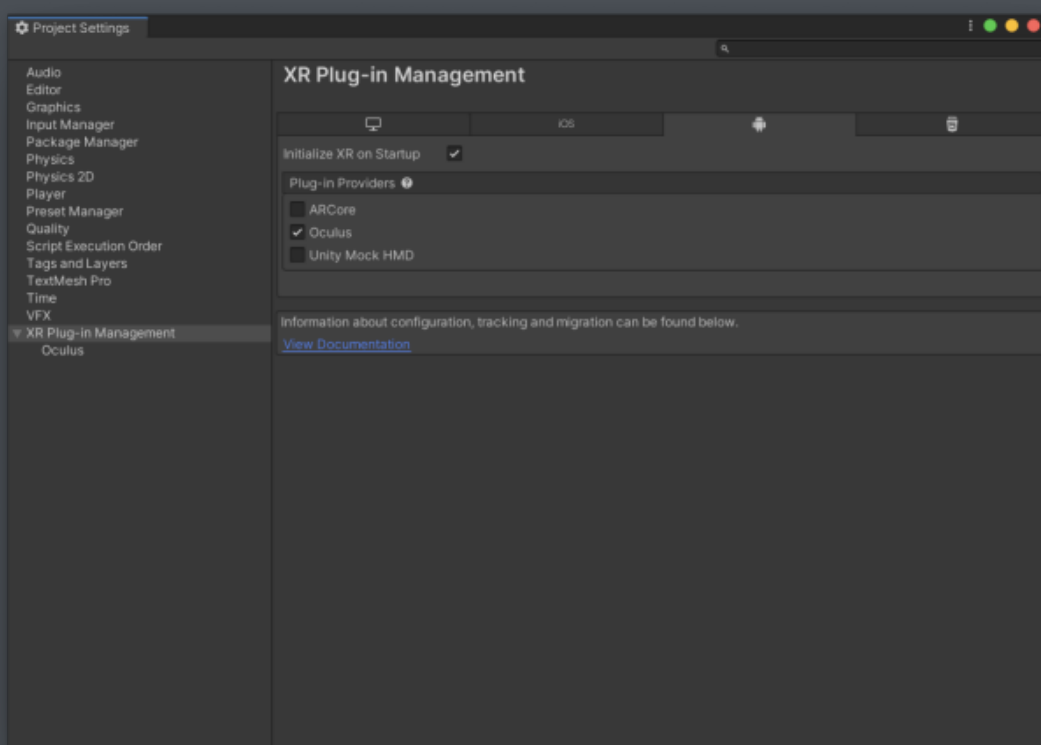 Project Settings
Audio
Editor
Graphics
Input Manager
Package Manager
Physics
Physics 2D
Player
Preset Manager
Quality
Script Execution Order
Tags and Layers
TextMesh Pro
Time
VFX
XR Plug-in Management
Oculus
XR Plug-in Management
iOS
Initialize XR on Startup
Plug-in Providers
ARCore
Oculus
Unity Mock HMD
Information about configuration, tracking and migration can be found below.
View Documentation